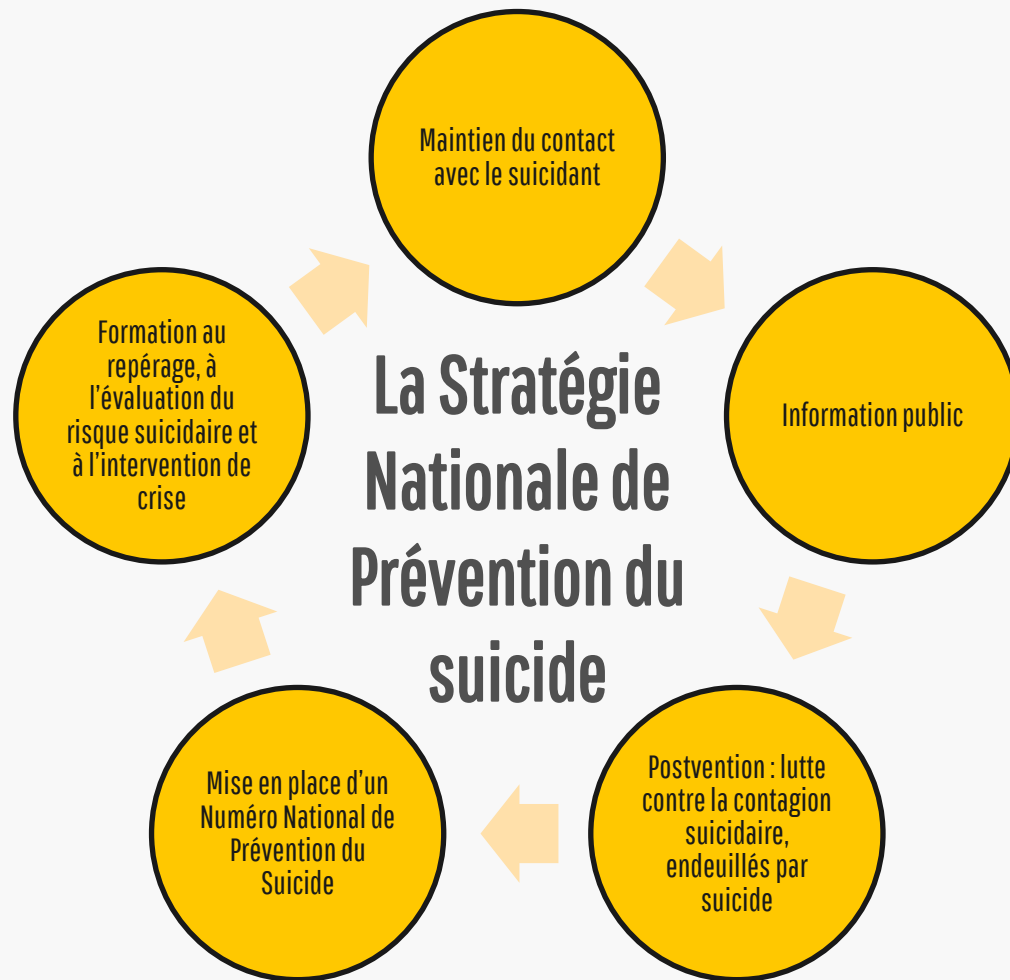 Maintien du contact
avec le suicidant
Information public
Postvention : lutte
contre la contagion
suicidaire,
endeuillés par
suicide
Mise en place d'un
Numéro National de
Prévention du
Suicide
Formation au
repérage, à
l'évaluation du
risque suicidaire et
à l'intervention de
crise
La Stratégie
Nationale de
Prévention du
suicide